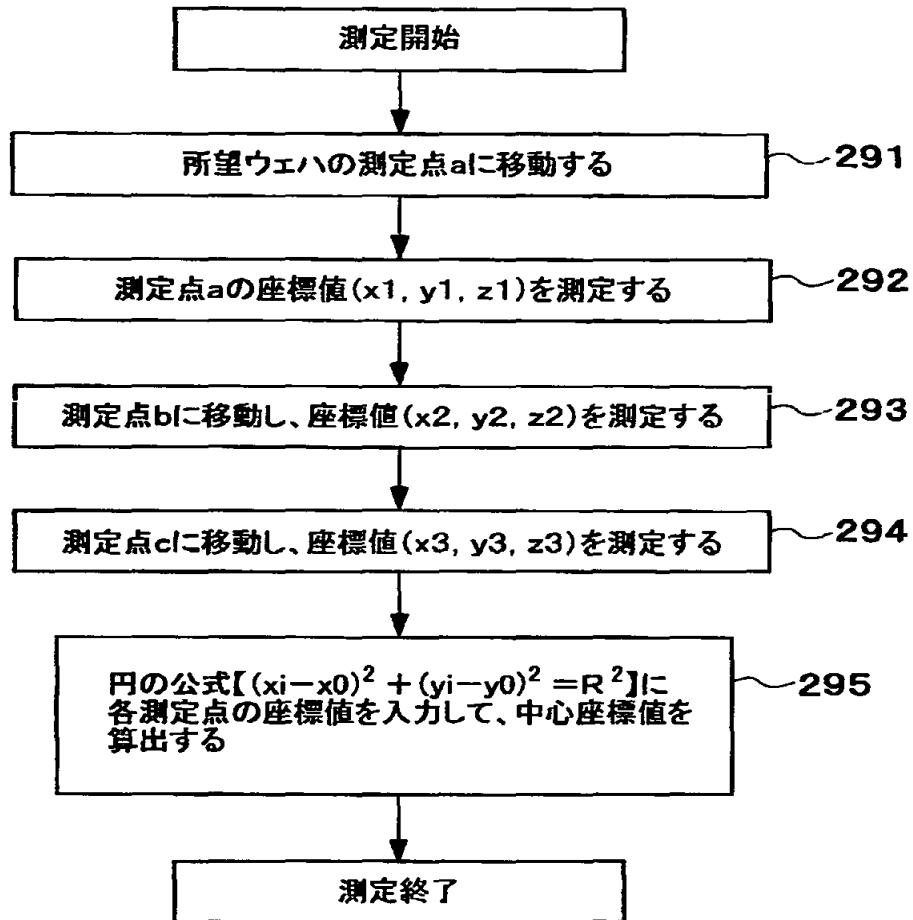 測定開始
所望ウェハの測定点aに移動する
291
測定点aの座標値(x1, y1, z1)を測定する
292
測定点bに移動し、座標値(x2, y2, z2)を測定する
293
測定点cに移動し、座標値(x3, y3, z3)を測定する
294
円の公式【(xi−x0)² +(yi−y0)² =R²】に
各測定点の座標値を入力して、中心座標値を
算出する
295
測定終了